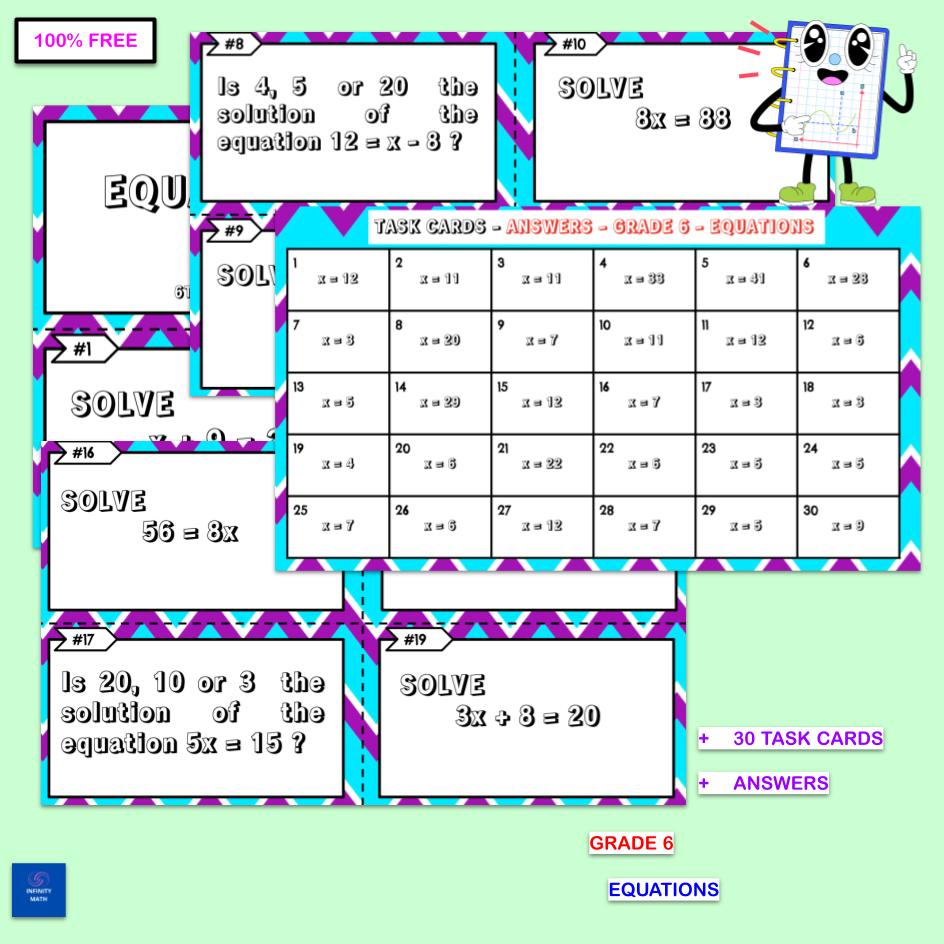 100% FREE
#8
Is 4, 5 or 20 the
solution of the
equation 12 = x - 8 ?
#10
SOLVE
8x = 88
#9
#1
SOLVE
#16
SOLVE
56 = 8x
#17
Is 20, 10 or 3 the
solution of the
equation 5x = 15 ?
#19
SOLVE
3x + 8 = 20
TASK CARDS - ANSWERS - GRADE 6 - EQUATIONS
1 x = 12
2 x = 11
3 x = 11
4 x = 33
5 x = 41
6 x = 28
7 x = 3
8 x = 20
9 x = 7
10 x = 11
11 x = 12
12 x = 6
13 x = 5
14 x = 29
15 x = 12
16 x = 7
17 x = 3
18 x = 3
19 x = 4
20 x = 6
21 x = 22
22 x = 6
23 x = 5
24 x = 5
25 x = 7
26 x = 6
27 x = 12
28 x = 7
29 x = 5
30 x = 9
+ 30 TASK CARDS
+ ANSWERS
GRADE 6
EQUATIONS
INFINITY
MATH